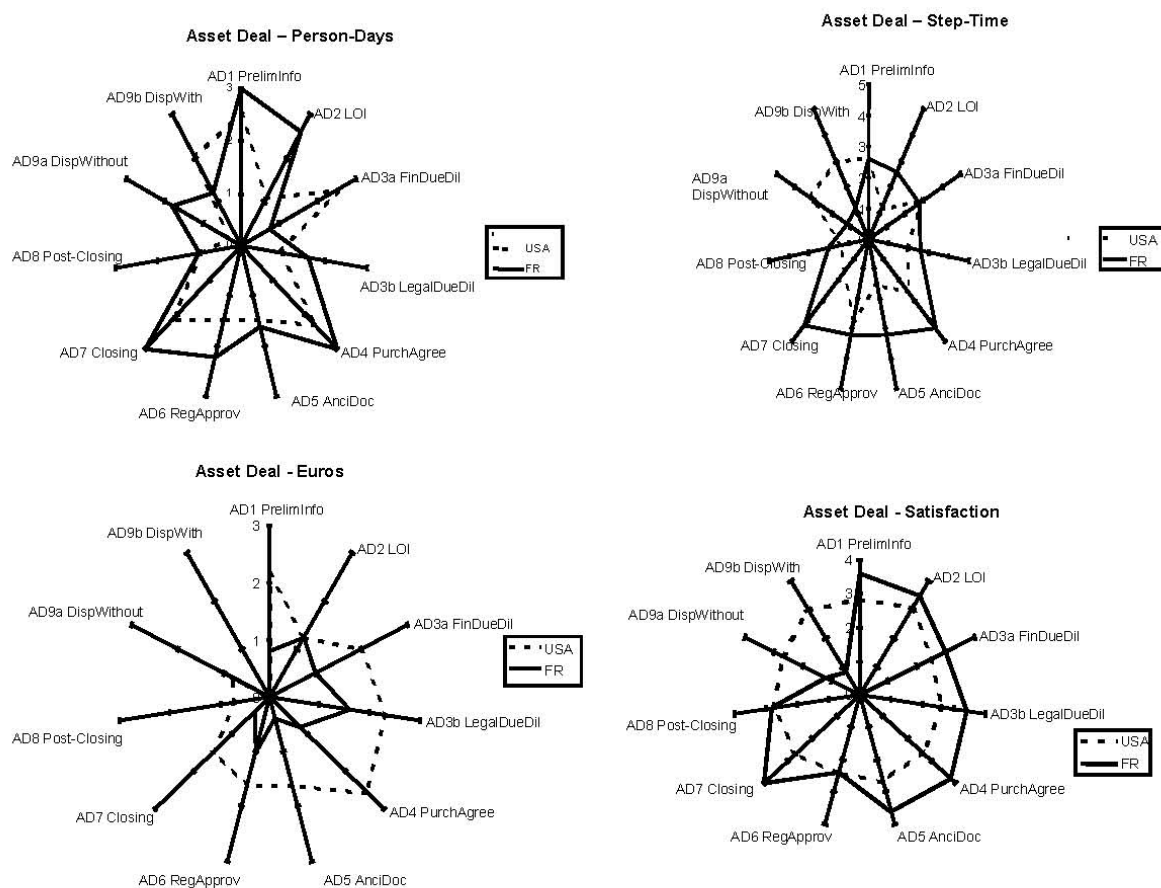 Asset Deal – Person-Days
AD1 PrelimInfo
3
AD9b DispWith
AD2 LOI
2
AD9a DispWithout
AD3a FinDueDil
1
USA
FR
AD8 Post-Closing
AD3b LegalDueDil
AD7 Closing
AD4 PurchAgree
AD6 RegApprov
AD5 AnciDoc
Asset Deal – Step-Time
AD1 PrelimInfo
5
AD9b DispWith
AD2 LOI
4
3
AD9a
DispWithout
AD3a FinDueDil
2
1
USA
FR
AD8 Post-Closing
AD3b LegalDueDil
AD7 Closing
AD4 PurchAgree
AD6 RegApprov
AD5 AnciDoc
Asset Deal - Euros
AD1 PrelimInfo
3
AD9b DispWith
AD2 LOI
2
AD9a DispWithout
AD3a FinDueDil
1
USA
FR
AD8 Post-Closing
AD3b LegalDueDil
AD7 Closing
AD4 PurchAgree
AD6 RegApprov
AD5 AnciDoc
Asset Deal - Satisfaction
AD1 PrelimInfo
4
AD9b DispWith
AD2 LOI
3
AD9a DispWithout
2
AD3a FinDueDil
AD8 Post-Closing
AD3b LegalDueDil
USA
FR
AD7 Closing
AD4 PurchAgree
AD6 RegApprov
AD5 AnciDoc